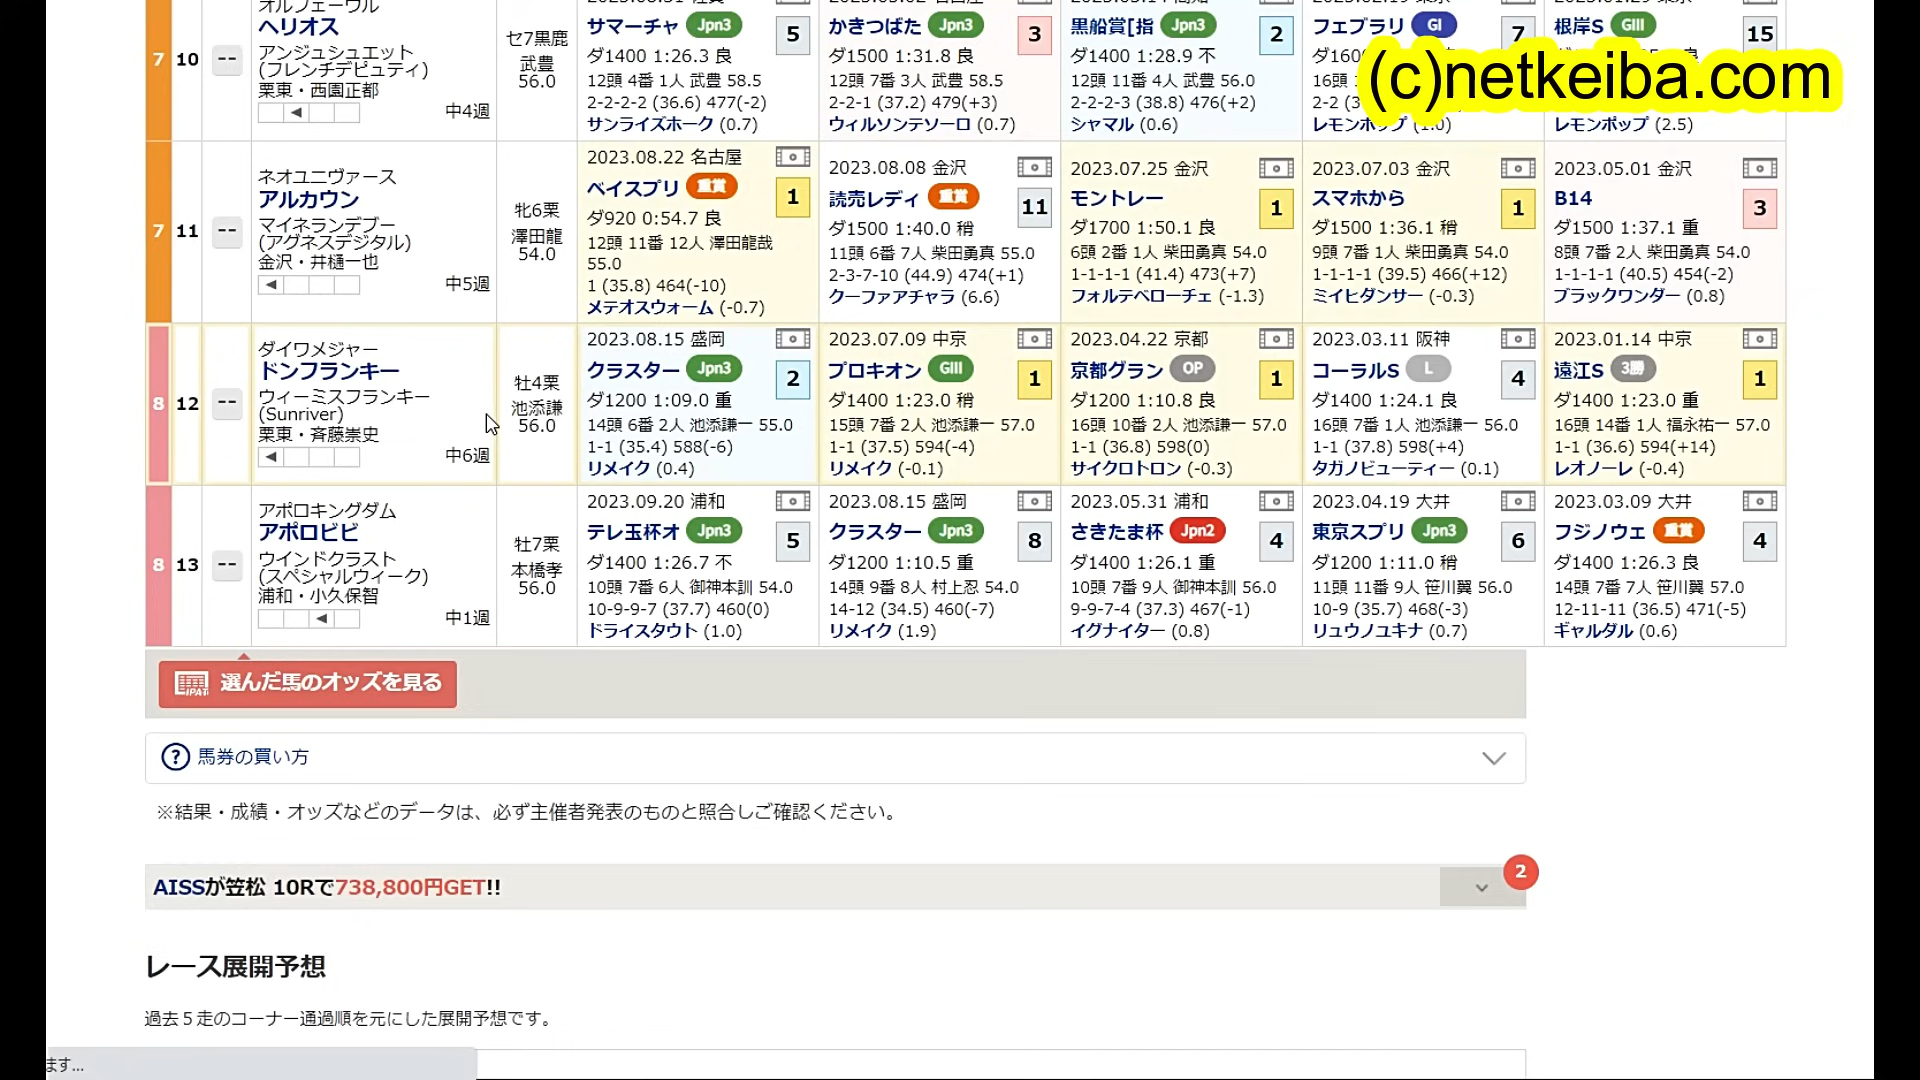 オルフェーヴル
7 10 -- ヘリオス
アンジュシュエット
(フレンチデピュティ)
栗東・西園正都
中4週
セ7黒鹿
武豊
56.0
サマーチャ Jpn3 5
ダ1400 1:26.3 良
12頭 4番 1人 武豊 58.5
2-2-2-2 (36.6) 477(-2)
サンライズホーク (0.7)
かきつばた Jpn3 3
ダ1500 1:31.8 良
12頭 7番 3人 武豊 58.5
2-2-1 (37.2) 479(+3)
ウィルソンテソーロ (0.7)
黒船賞[指 Jpn3 2
ダ1400 1:28.9 不
12頭 11番 4人 武豊 56.0
2-2-2-3 (38.8) 476(+2)
シャマル (0.6)
フェブラリ GI 7
レモンポップ (1.0)
根岸S GIII 15
レモンポップ (2.5)
(c)netkeiba.com
7 11 -- ネオユニヴァース
アルカウン
マイネランデブー
(アグネスデジタル)
金沢・井樋一也
中5週
牝6栗
澤田龍
54.0
2023.08.22 名古屋
ベイスプリ 重賞 1
ダ920 0:54.7 良
12頭 11番 12人 澤田龍哉
55.0
1 (35.8) 464(-10)
メテオスウォーム (-0.7)
2023.08.08 金沢
読売レディ 重賞 11
ダ1500 1:40.0 稍
11頭 6番 7人 柴田勇真 55.0
2-3-7-10 (44.9) 474(+1)
クーファアチャラ (6.6)
2023.07.25 金沢
モントレー 1
ダ1700 1:50.1 良
6頭 2番 1人 柴田勇真 54.0
1-1-1-1 (41.4) 473(+7)
フォルテベローチェ (-1.3)
2023.07.03 金沢
スマホから 1
ダ1500 1:36.1 稍
9頭 7番 1人 柴田勇真 54.0
1-1-1-1 (39.5) 466(+12)
ミイヒダンサー (-0.3)
2023.05.01 金沢
B14 3
ダ1500 1:37.1 重
8頭 7番 2人 柴田勇真 54.0
1-1-1-1 (40.5) 454(-2)
ブラックワンダー (0.8)
8 12 -- ダイワメジャー
ドンフランキー
ウィーミスフランキー
(Sunriver)
栗東・斉藤崇史
中6週
牡4栗
池添謙
56.0
2023.08.15 盛岡
クラスター Jpn3 2
ダ1200 1:09.0 重
14頭 6番 2人 池添謙一 55.0
1-1 (35.4) 588(-6)
リメイク (0.4)
2023.07.09 中京
プロキオン GIII 1
ダ1400 1:23.0 稍
15頭 7番 2人 池添謙一 57.0
1-1 (37.5) 594(-4)
リメイク (-0.1)
2023.04.22 京都
京都グラン OP 1
ダ1200 1:10.8 良
16頭 10番 2人 池添謙一 57.0
1-1 (36.8) 598(0)
サイクロトロン (-0.3)
2023.03.11 阪神
コーラルS L 4
ダ1400 1:24.1 良
16頭 7番 1人 池添謙一 56.0
1-1 (37.8) 598(+4)
タガノビューティー (0.1)
2023.01.14 中京
遠江S 3勝 1
ダ1400 1:23.0 重
16頭 14番 1人 福永祐一 57.0
1-1 (36.6) 594(+14)
レオノーレ (-0.4)
8 13 -- アポロキングダム
アポロビビ
ウインドクラスト
(スペシャルウィーク)
浦和・小久保智
中1週
牡7栗
本橋孝
56.0
2023.09.20 浦和
テレ玉杯オ Jpn3 5
ダ1400 1:26.7 不
10頭 7番 6人 御神本訓 54.0
10-9-9-7 (37.7) 460(0)
ドライスタウト (1.0)
2023.08.15 盛岡
クラスター Jpn3 8
ダ1200 1:10.5 重
14頭 9番 8人 村上忍 54.0
14-12 (34.5) 460(-7)
リメイク (1.9)
2023.05.31 浦和
さきたま杯 Jpn2 4
ダ1400 1:26.1 重
10頭 7番 9人 御神本訓 56.0
9-9-7-4 (37.3) 467(-1)
イグナイター (0.8)
2023.04.19 大井
東京スプリ Jpn3 6
ダ1200 1:11.0 稍
11頭 11番 9人 笹川翼 56.0
10-9 (35.7) 468(-3)
リュウノユキナ (0.7)
2023.03.09 大井
フジノウェ 重賞 4
ダ1400 1:26.3 良
14頭 7番 7人 笹川翼 57.0
12-11-11 (36.5) 471(-5)
ギャルダル (0.6)
IPAT 選んだ馬のオッズを見る
? 馬券の買い方
※結果・成績・オッズなどのデータは、必ず主催者発表のものと照合しご確認ください。
AISSが笠松 10Rで738,800円GET!!
2
レース展開予想
過去５走のコーナー通過順を元にした展開予想です。
ます...